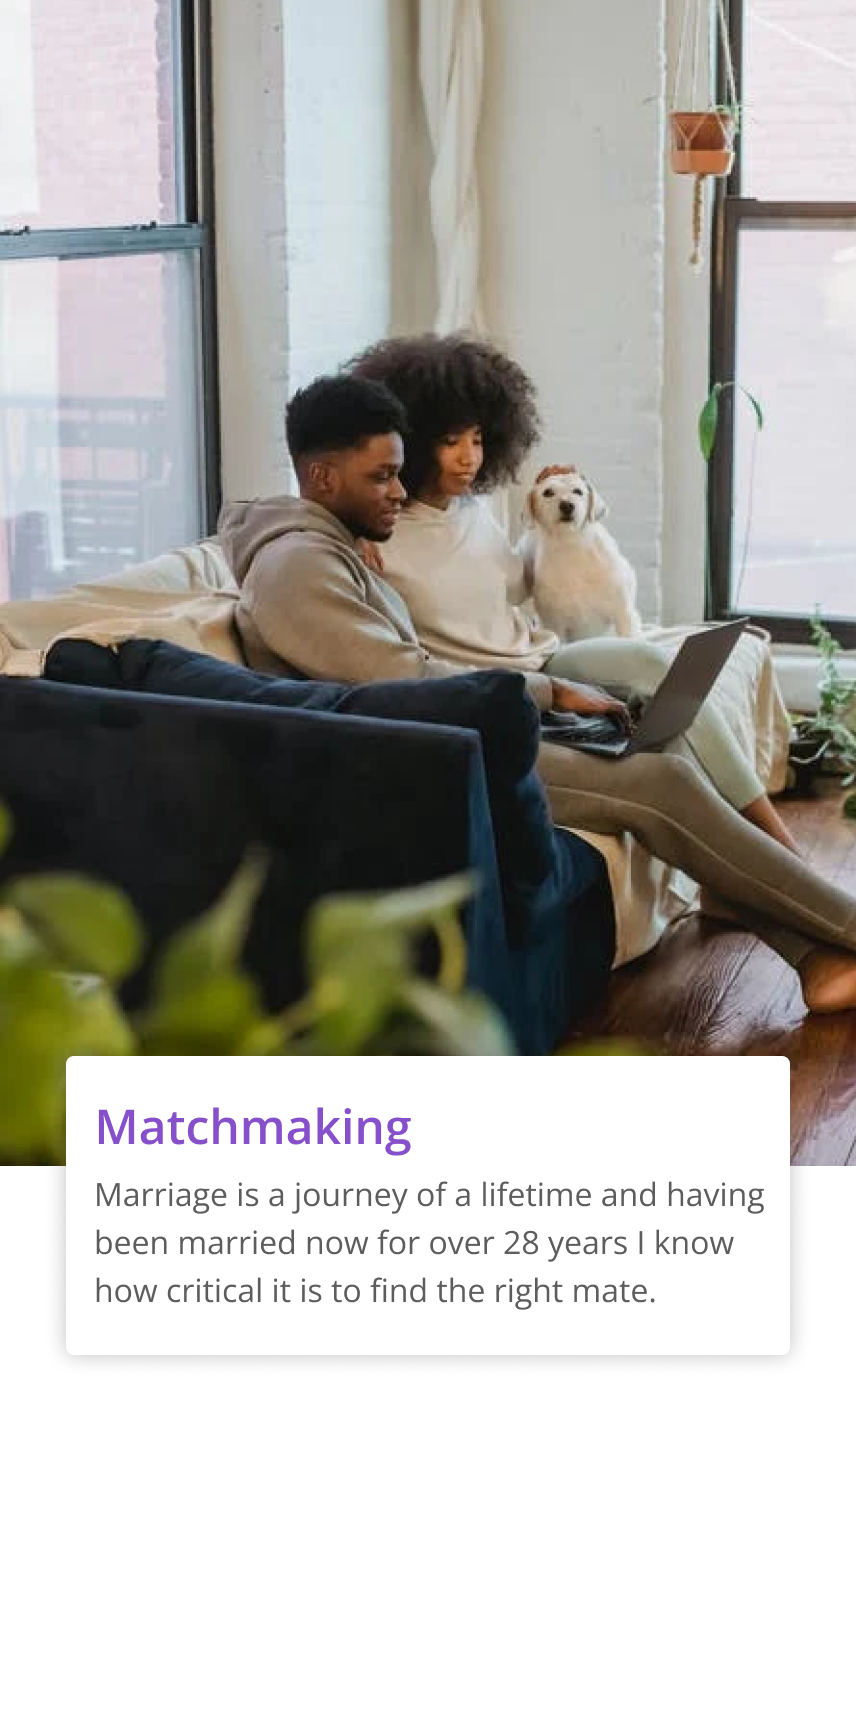 Matchmaking
Marriage is a journey of a lifetime and having
been married now for over 28 years I know
how critical it is to find the right mate.